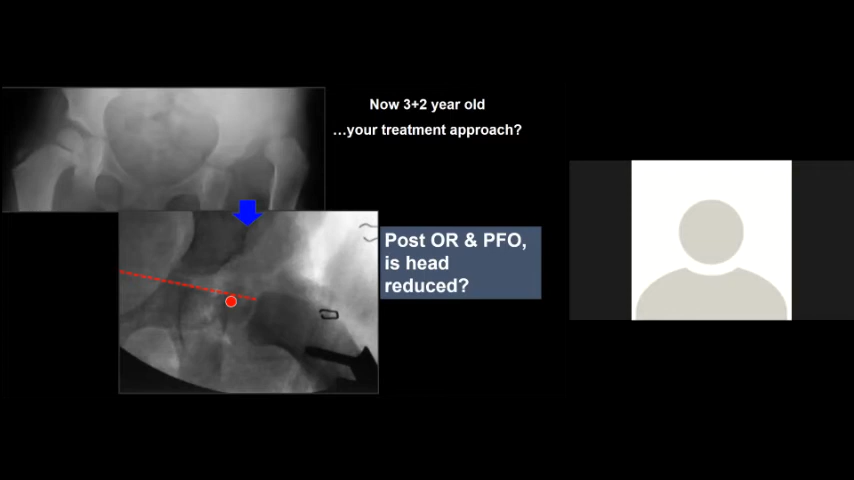 Now 3+2 year old
…your treatment approach?
Post OR & PFO,
is head
reduced?